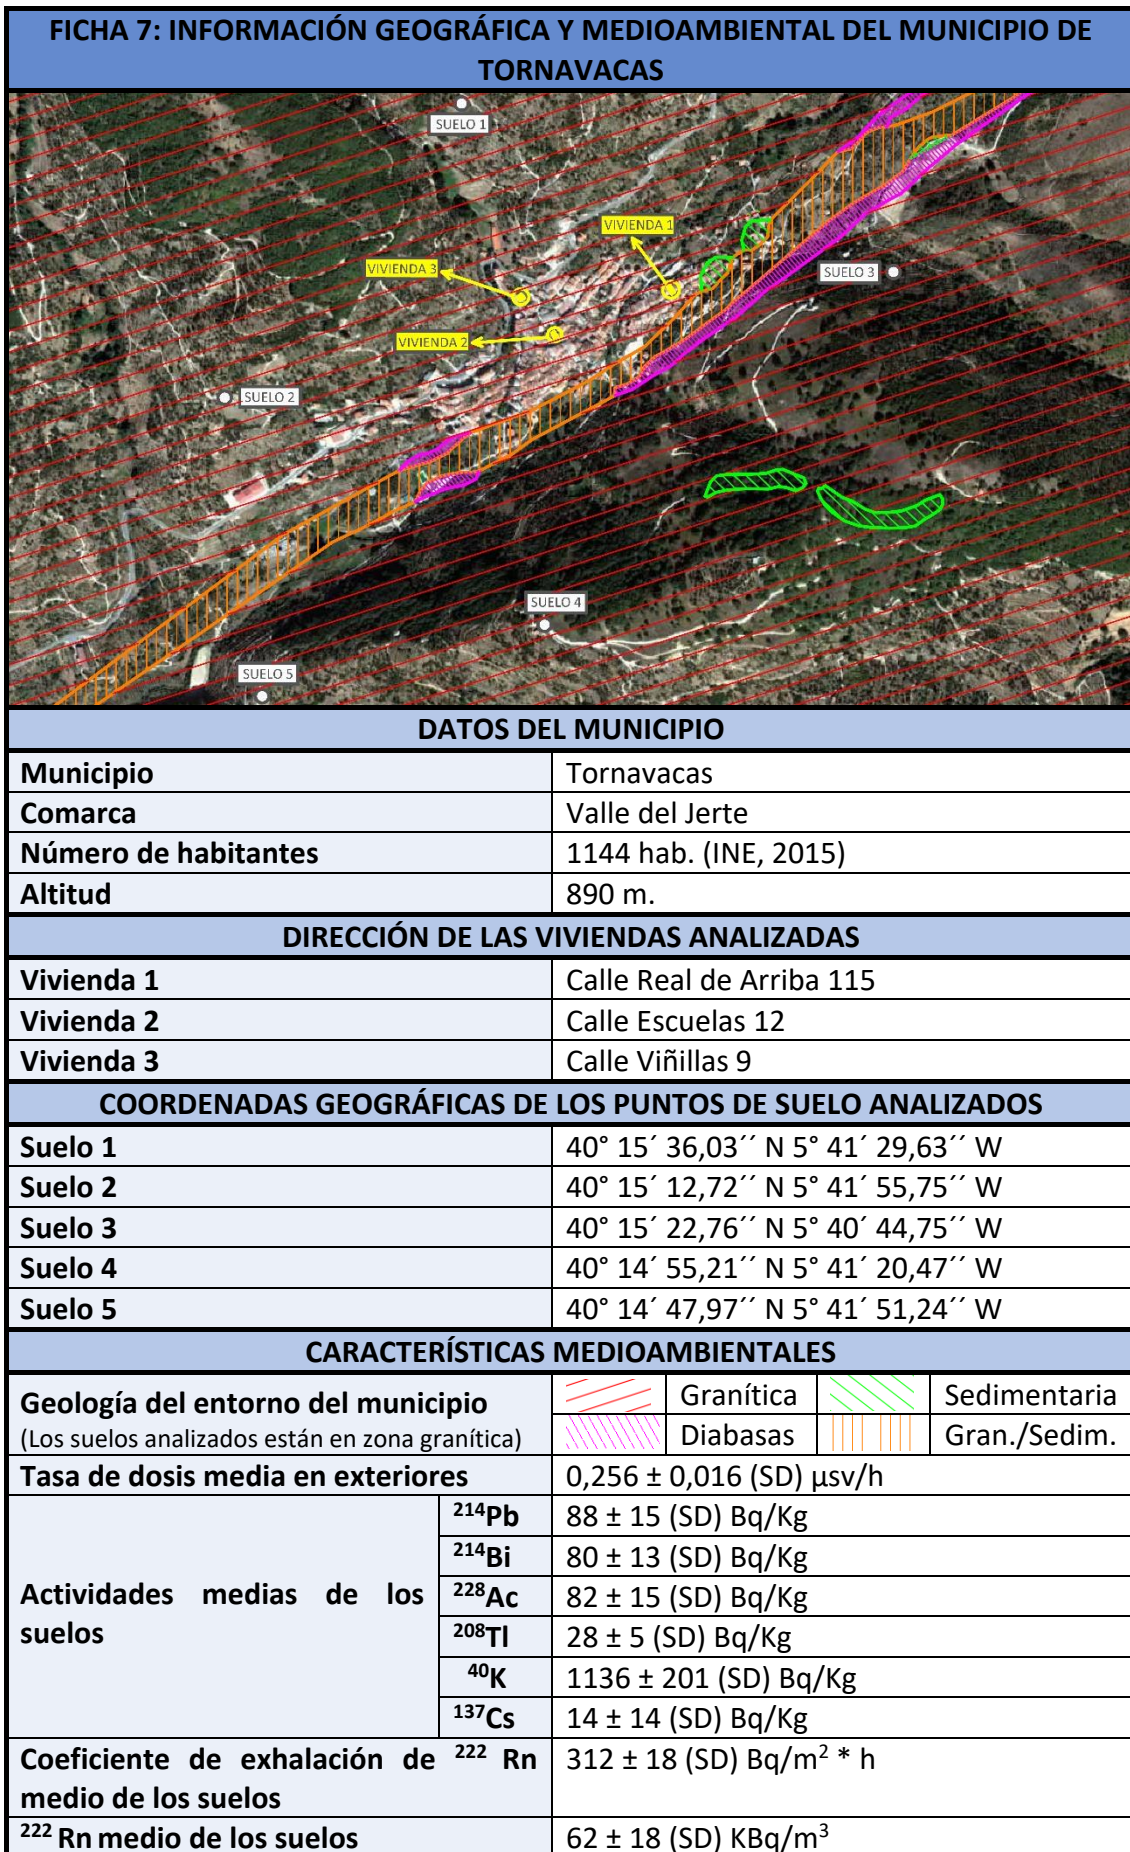 FICHA 7: INFORMACIÓN GEOGRÁFICA Y MEDIOAMBIENTAL DEL MUNICIPIO DE
TORNAVACAS
SUELO 1
VIVIENDA 1
VIVIENDA 3
SUELO 3
VIVIENDA 2
SUELO 2
SUELO 4
SUELO 5
DATOS DEL MUNICIPIO
Municipio Tornavacas
Comarca Valle del Jerte
Número de habitantes 1144 hab. (INE, 2015)
Altitud 890 m.
DIRECCIÓN DE LAS VIVIENDAS ANALIZADAS
Vivienda 1 Calle Real de Arriba 115
Vivienda 2 Calle Escuelas 12
Vivienda 3 Calle Viñillas 9
COORDENADAS GEOGRÁFICAS DE LOS PUNTOS DE SUELO ANALIZADOS
Suelo 1 40° 15´ 36,03´´ N 5° 41´ 29,63´´ W
Suelo 2 40° 15´ 12,72´´ N 5° 41´ 55,75´´ W
Suelo 3 40° 15´ 22,76´´ N 5° 40´ 44,75´´ W
Suelo 4 40° 14´ 55,21´´ N 5° 41´ 20,47´´ W
Suelo 5 40° 14´ 47,97´´ N 5° 41´ 51,24´´ W
CARACTERÍSTICAS MEDIOAMBIENTALES
Geología del entorno del municipio
(Los suelos analizados están en zona granítica)
Granítica Sedimentaria
Diabasas Gran./Sedim.
Tasa de dosis media en exteriores 0,256 ± 0,016 (SD) µsv/h
Actividades medias de los
suelos
²¹⁴Pb 88 ± 15 (SD) Bq/Kg
²¹⁴Bi 80 ± 13 (SD) Bq/Kg
²²⁸Ac 82 ± 15 (SD) Bq/Kg
²⁰⁸Tl 28 ± 5 (SD) Bq/Kg
⁴⁰K 1136 ± 201 (SD) Bq/Kg
¹³⁷Cs 14 ± 14 (SD) Bq/Kg
Coeficiente de exhalación de ²²² Rn 312 ± 18 (SD) Bq/m² * h
medio de los suelos
²²² Rn medio de los suelos 62 ± 18 (SD) KBq/m³